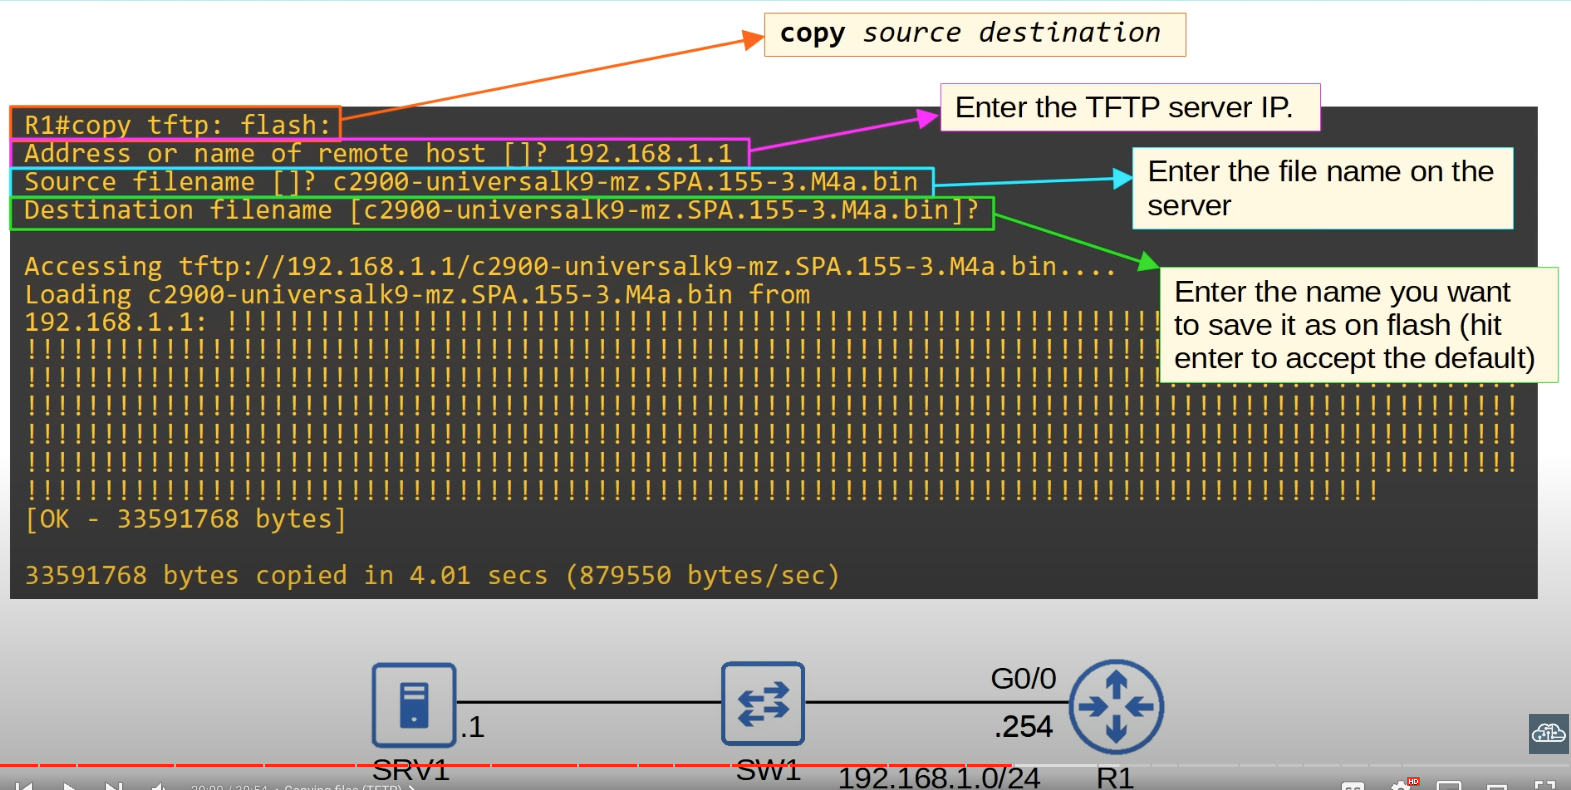 copy source destination
R1#copy tftp: flash:
Enter the TFTP server IP.
Address or name of remote host []? 192.168.1.1
Source filename []? c2900-universalk9-mz.SPA.155-3.M4a.bin
Enter the file name on the
server
Destination filename [c2900-universalk9-mz.SPA.155-3.M4a.bin]?
Accessing tftp://192.168.1.1/c2900-universalk9-mz.SPA.155-3.M4a.bin....
Loading c2900-universalk9-mz.SPA.155-3.M4a.bin from
Enter the name you want
to save it as on flash (hit
enter to accept the default)
192.168.1.1: !!!!!!!!!!!!!!!!!!!!!!!!!!!!!!!!!!!!!!!!!!!!!!!!!!!!!!!!!!!!!
!!!!!!!!!!!!!!!!!!!!!!!!!!!!!!!!!!!!!!!!!!!!!!!!!!!!!!!!!!!!!!!!!!!!!!!!!!
!!!!!!!!!!!!!!!!!!!!!!!!!!!!!!!!!!!!!!!!!!!!!!!!!!!!!!!!!!!!!!!!!!!!!!!!!!!!!!!!!!!!!!!!!!!!!!!!!
!!!!!!!!!!!!!!!!!!!!!!!!!!!!!!!!!!!!!!!!!!!!!!!!!!!!!!!!!!!!!!!!!!!!!!!!!!!!!!!!!!!!!!!!!!!!!!!!!
!!!!!!!!!!!!!!!!!!!!!!!!!!!!!!!!!!!!!!!!!!!!!!!!!!!!!!!!!!!!!!!!!!!!!!!!!!!!!!!!!!!!!!!!!!!!!!!!!
!!!!!!!!!!!!!!!!!!!!!!!!!!!!!!!!!!!!!!!!!!!!!!!!!!!!!!!!!!!!!!!!!!!!!!!!!!!!!!!!!!!!!!!!!!!!!!!!!
!!!!!!!!!!!!!!!!!!!!!!!!!!!!!!!!!!!!!!!!!!!!!!!!!!!!!!!!!!!!!!!!!!!!!!!!!!!!!!!!!!!!!!!!
[OK - 33591768 bytes]
33591768 bytes copied in 4.01 secs (879550 bytes/sec)
G0/0
.1
.254
SRV1
SW1
192.168.1.0/24
R1
HD